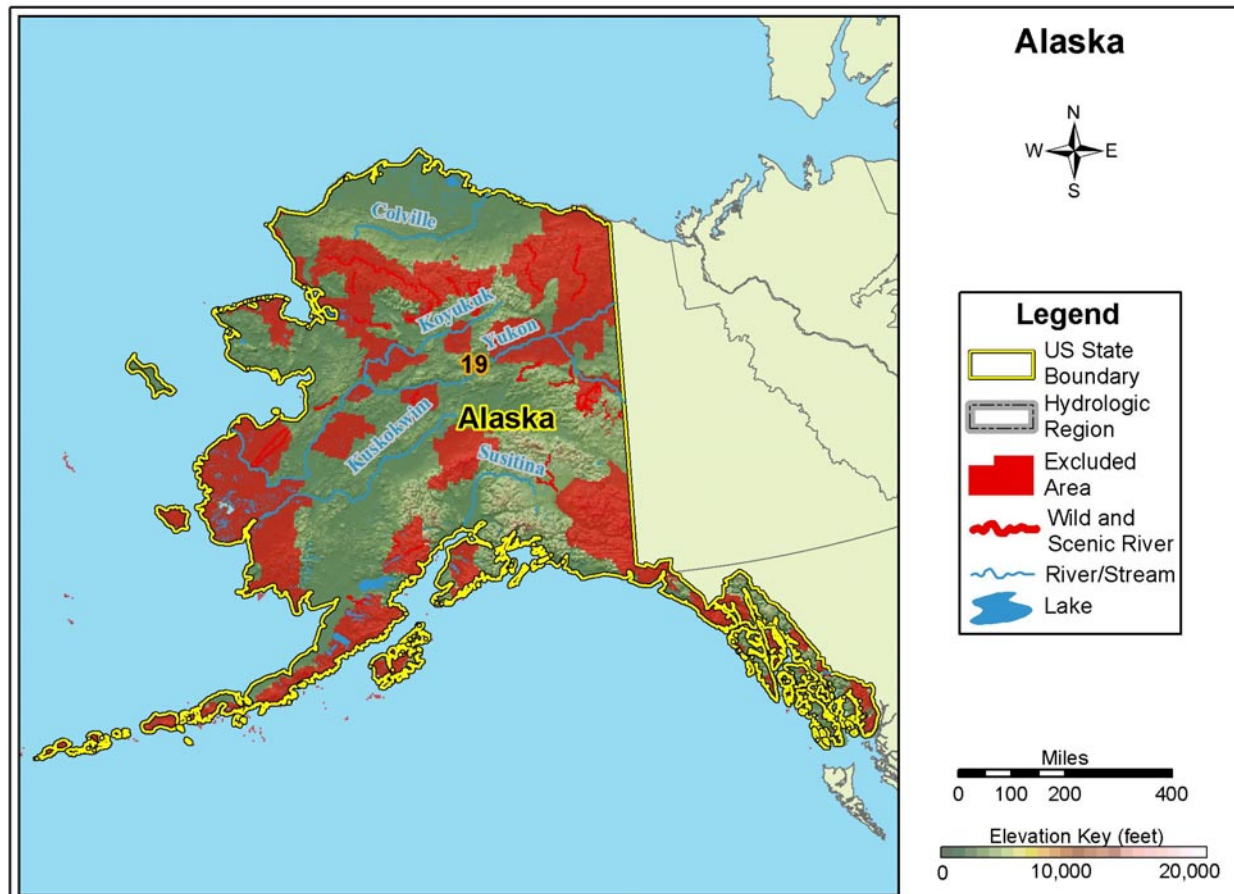 Alaska
N
W E
S
Colville
Koyukuk
Yukon
19
Alaska
Kuskokwim
Susitina
Legend
US State
Boundary
Hydrologic
Region
Excluded
Area
Wild and
Scenic River
River/Stream
Lake
Miles
0 100 200 400
Elevation Key (feet)
0 10,000 20,000